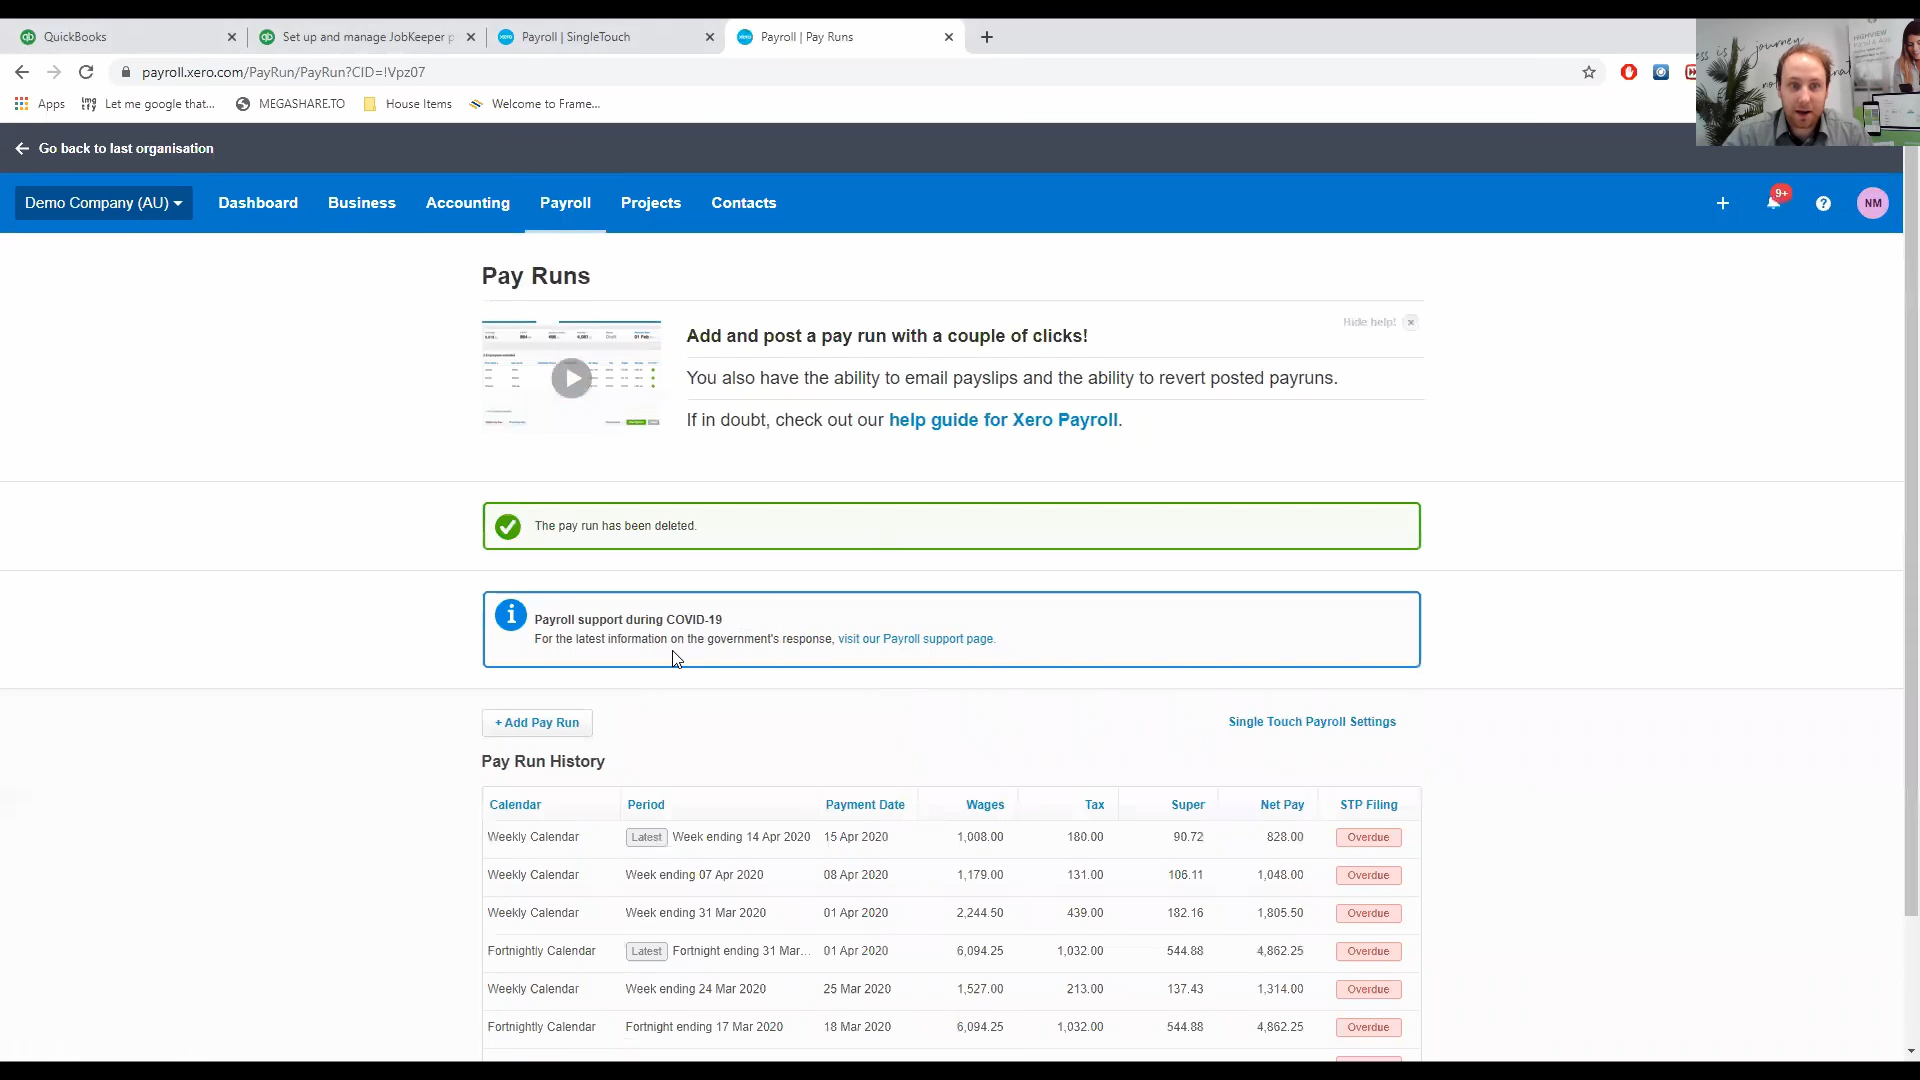 QuickBooks
Set up and manage JobKeeper p
Payroll | SingleTouch
Payroll | Pay Runs
payroll.xero.com/PayRun/PayRun?CID=!Vpz07
Apps
Let me google that...
MEGASHARE.TO
House Items
Welcome to Frame...
Go back to last organisation
Demo Company (AU)
Dashboard
Business
Accounting
Payroll
Projects
Contacts
9+
NM
Pay Runs
Hide help!
Add and post a pay run with a couple of clicks!
You also have the ability to email payslips and the ability to revert posted payruns.
If in doubt, check out our help guide for Xero Payroll.
The pay run has been deleted.
Payroll support during COVID-19
For the latest information on the government's response, visit our Payroll support page.
+ Add Pay Run
Single Touch Payroll Settings
Pay Run History
Calendar Period Payment Date Wages Tax Super Net Pay STP Filing
Weekly Calendar Latest Week ending 14 Apr 2020 15 Apr 2020 1,008.00 180.00 90.72 828.00 Overdue
Weekly Calendar Week ending 07 Apr 2020 08 Apr 2020 1,179.00 131.00 106.11 1,048.00 Overdue
Weekly Calendar Week ending 31 Mar 2020 01 Apr 2020 2,244.50 439.00 182.16 1,805.50 Overdue
Fortnightly Calendar Latest Fortnight ending 31 Mar... 01 Apr 2020 6,094.25 1,032.00 544.88 4,862.25 Overdue
Weekly Calendar Week ending 24 Mar 2020 25 Mar 2020 1,527.00 213.00 137.43 1,314.00 Overdue
Fortnightly Calendar Fortnight ending 17 Mar 2020 18 Mar 2020 6,094.25 1,032.00 544.88 4,862.25 Overdue